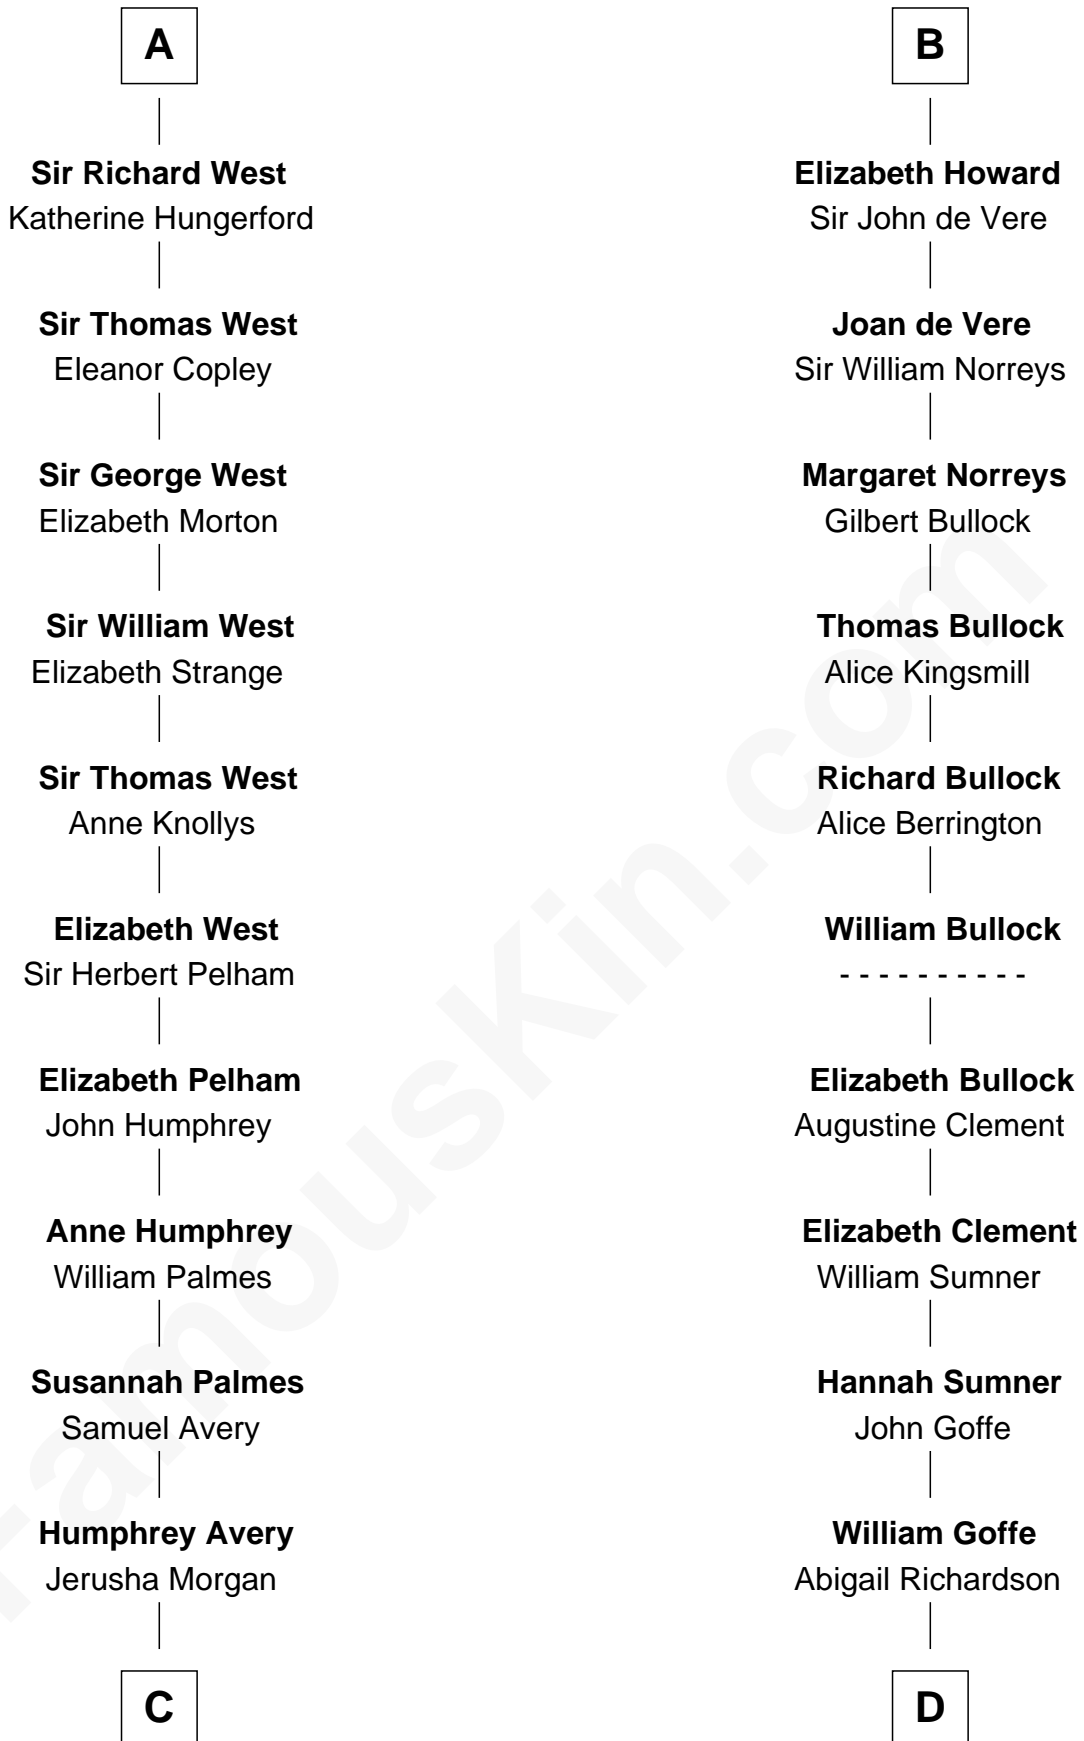 A
Sir Richard West
Katherine Hungerford
Sir Thomas West
Eleanor Copley
Sir George West
Elizabeth Morton
Sir William West
Elizabeth Strange
Sir Thomas West
Anne Knollys
Elizabeth West
Sir Herbert Pelham
Elizabeth Pelham
John Humphrey
Anne Humphrey
William Palmes
Susannah Palmes
Samuel Avery
Humphrey Avery
Jerusha Morgan
C
B
Elizabeth Howard
Sir John de Vere
Joan de Vere
Sir William Norreys
Margaret Norreys
Gilbert Bullock
Thomas Bullock
Alice Kingsmill
Richard Bullock
Alice Berrington
William Bullock
- - - - - - - - - -
Elizabeth Bullock
Augustine Clement
Elizabeth Clement
William Sumner
Hannah Sumner
John Goffe
William Goffe
Abigail Richardson
D
FamousKin.com